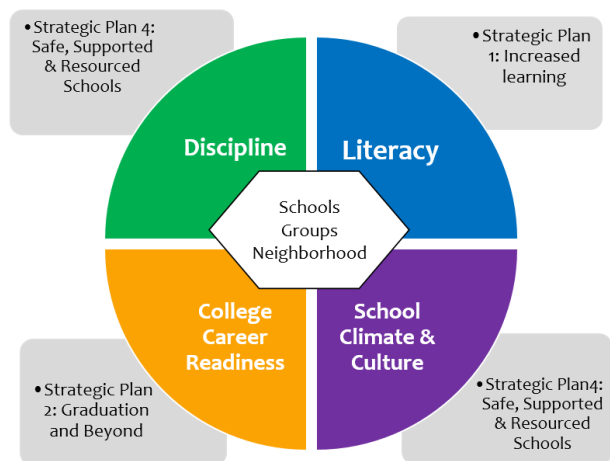 •Strategic Plan 4:
Safe, Supported
& Resourced
Schools
•Strategic Plan
1: Increased
learning
Discipline
Literacy
Schools
Groups
Neighborhood
College
Career
Readiness
School
Climate &
Culture
•Strategic Plan
2: Graduation
and Beyond
•Strategic Plan4:
Safe, Supported
& Resourced
Schools